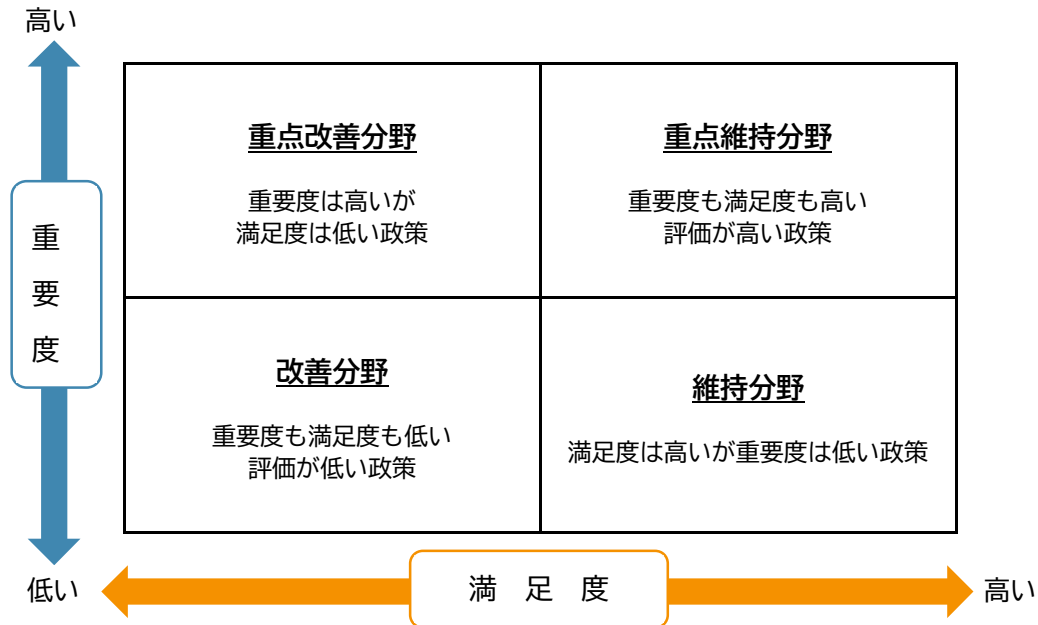 高い
重点改善分野
重要度は高いが
満足度は低い政策
重点維持分野
重要度も満足度も高い
評価が高い政策
重
要
度
改善分野
重要度も満足度も低い
評価が低い政策
維持分野
満足度は高いが重要度は低い政策
低い
満 足 度
高い